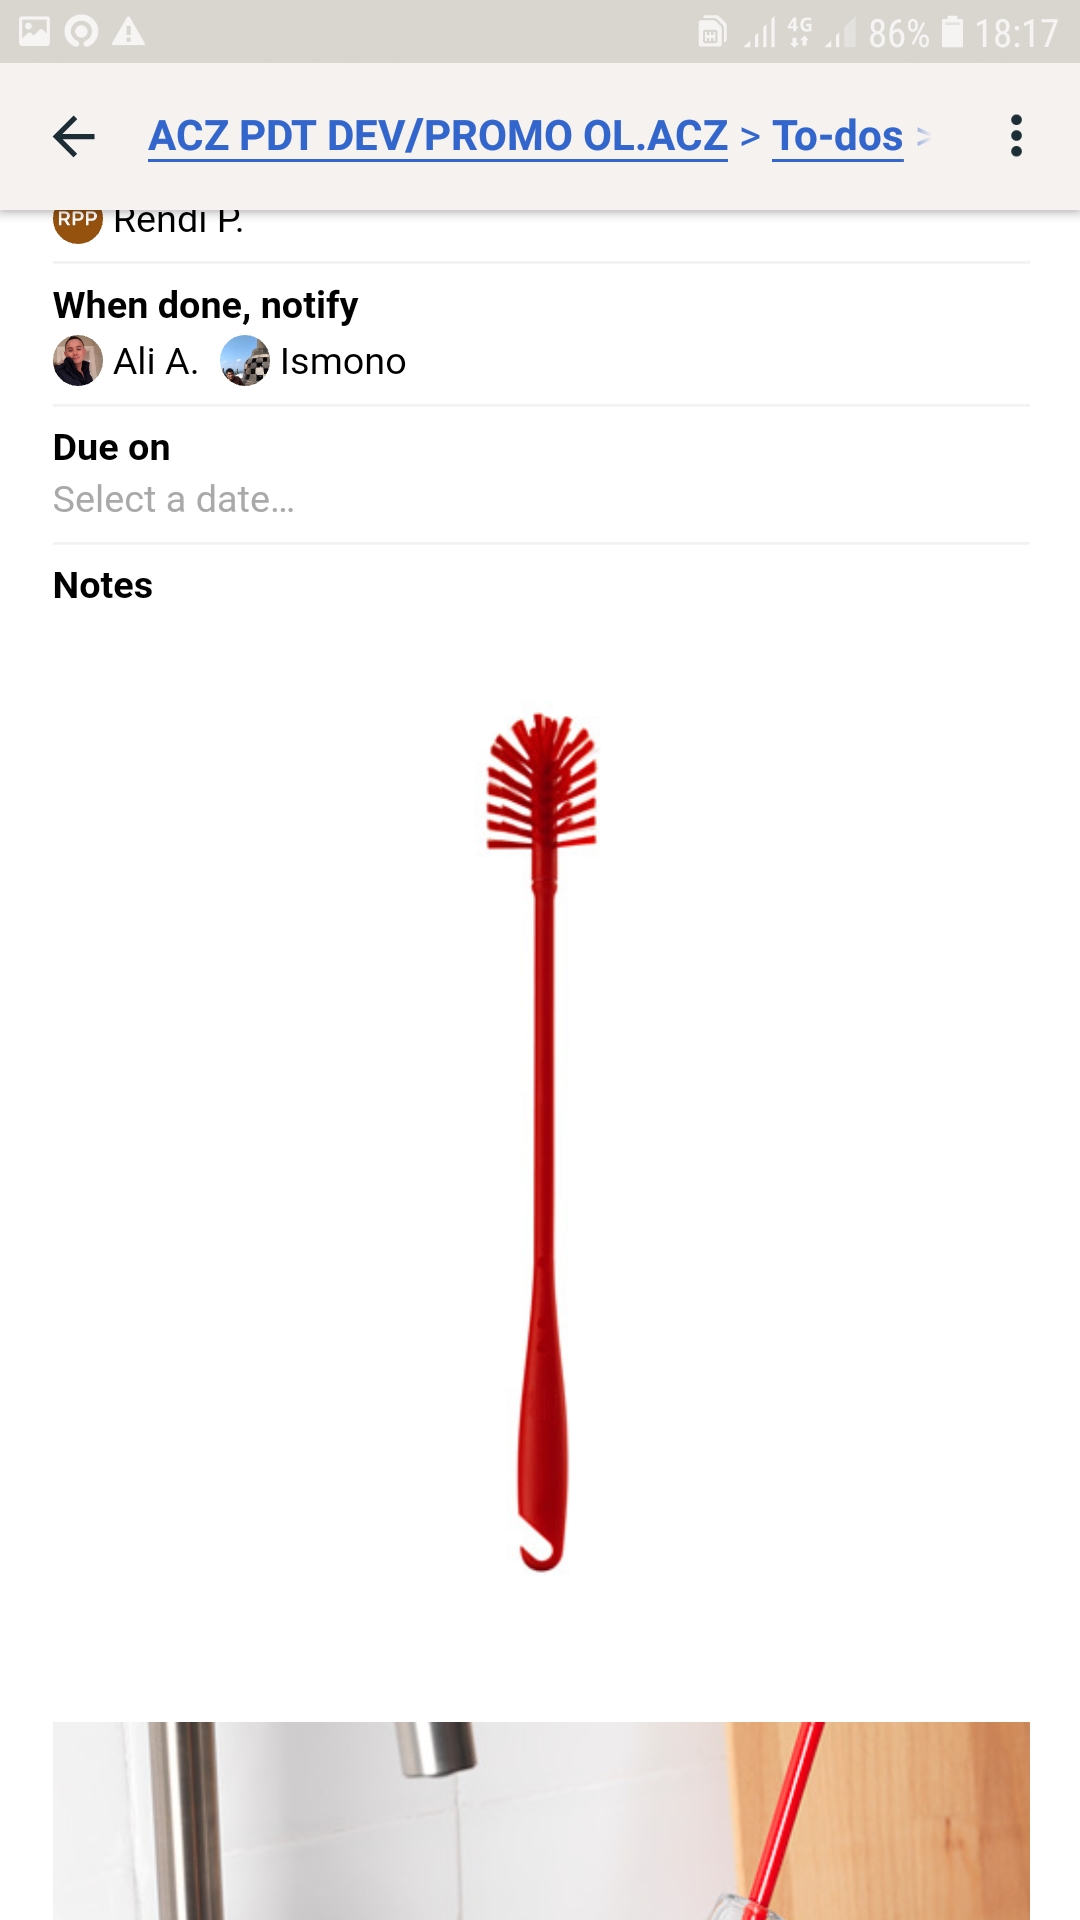 4G 86% 18:17
ACZ PDT DEV/PROMO OL.ACZ > To-dos >
RPP Rendi P.
When done, notify
Ali A. Ismono
Due on
Select a date...
Notes